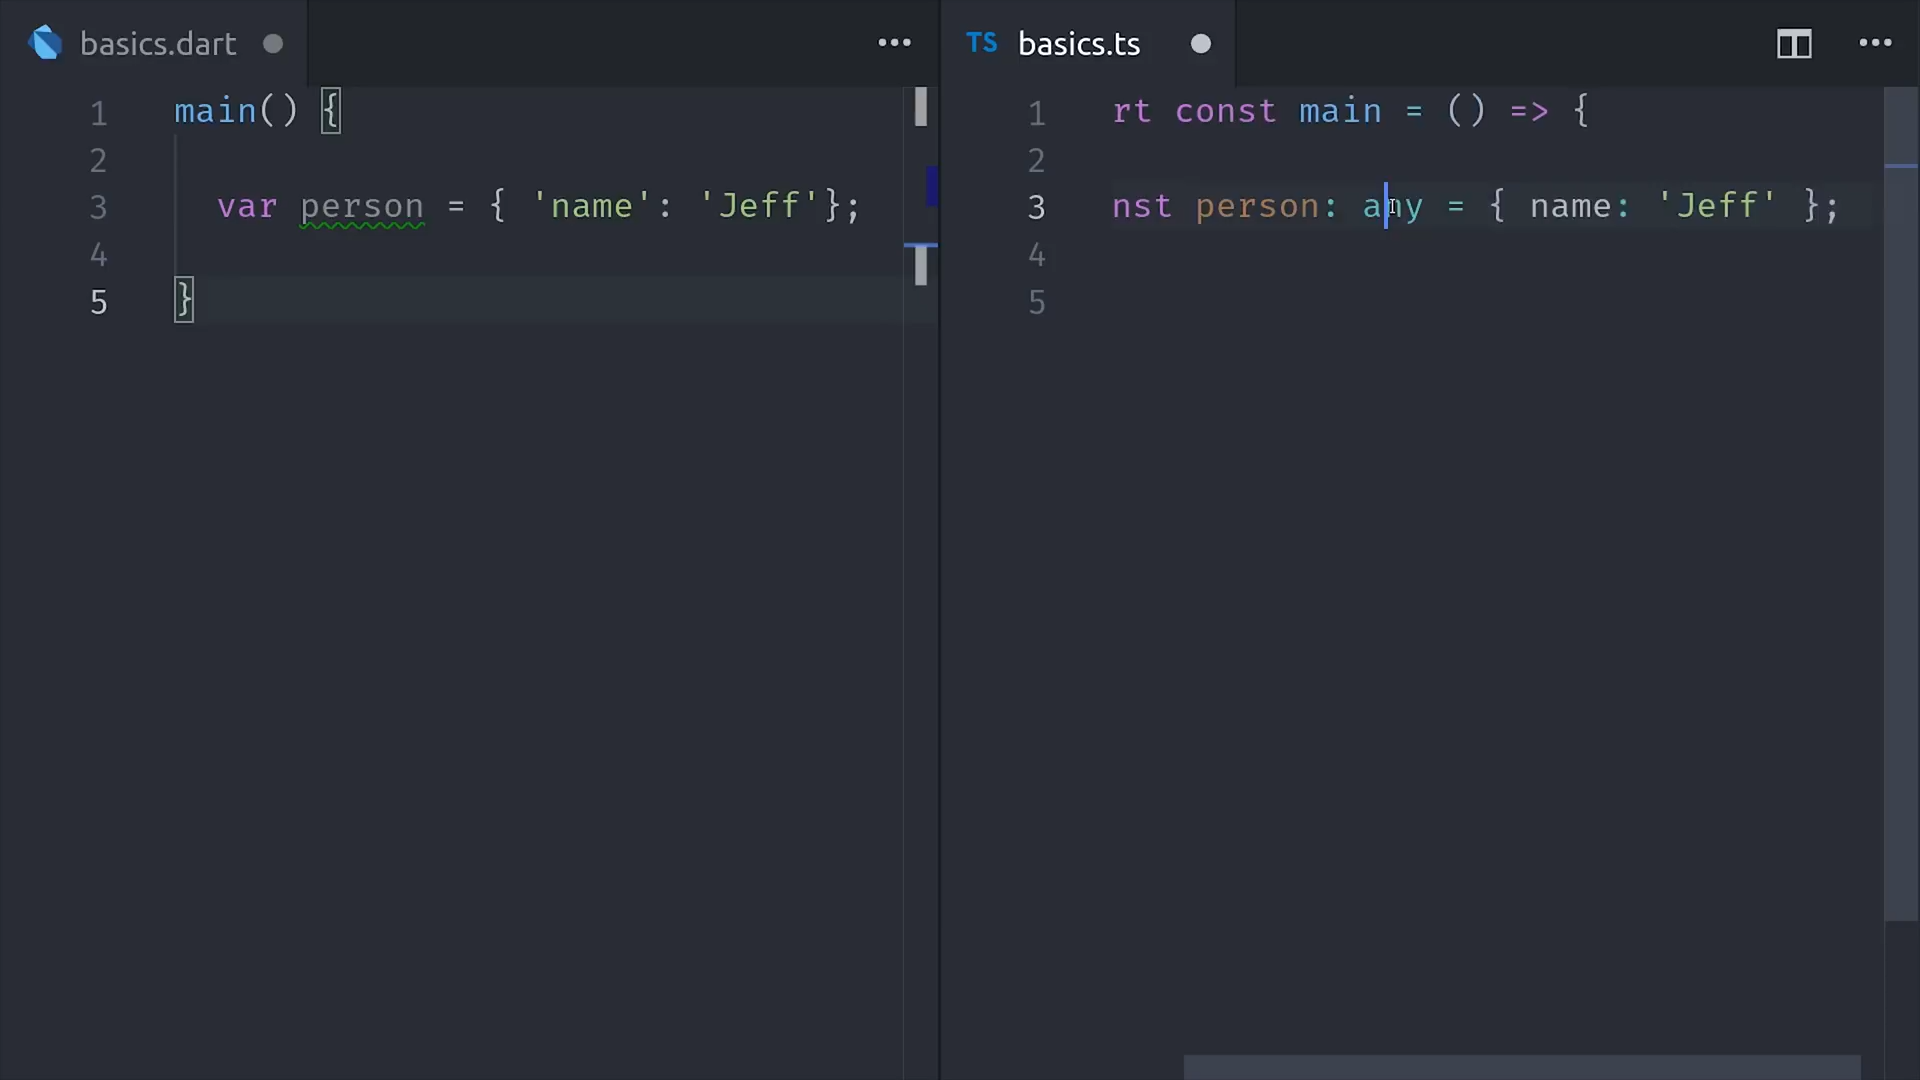 basics.dart
1 main() {
2
3 var person = { 'name': 'Jeff'};
4
5 }
TS basics.ts
1 rt const main = () => {
2
3 nst person: any = { name: 'Jeff' };
4
5